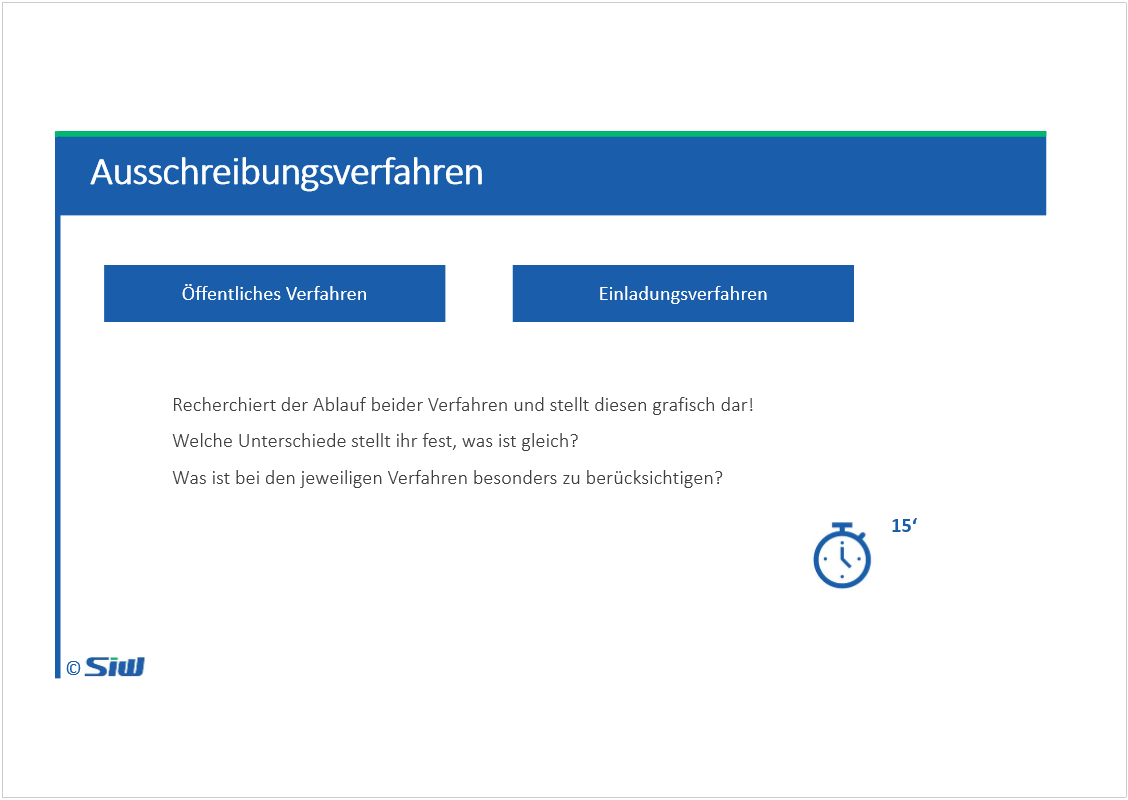 Ausschreibungsverfahren
Öffentliches Verfahren
Einladungsverfahren
Recherchiert der Ablauf beider Verfahren und stellt diesen grafisch dar!
Welche Unterschiede stellt ihr fest, was ist gleich?
Was ist bei den jeweiligen Verfahren besonders zu berücksichtigen?
15‘
© SIW